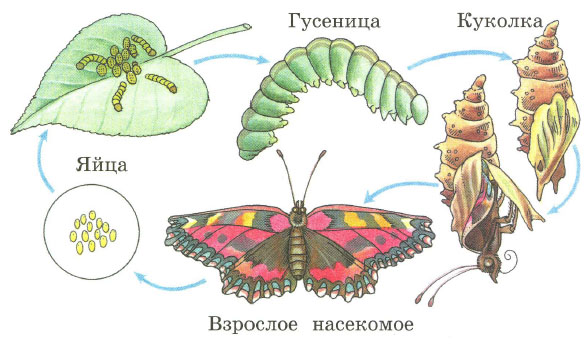 Гусеница
Куколка
Яйца
Взрослое насекомое